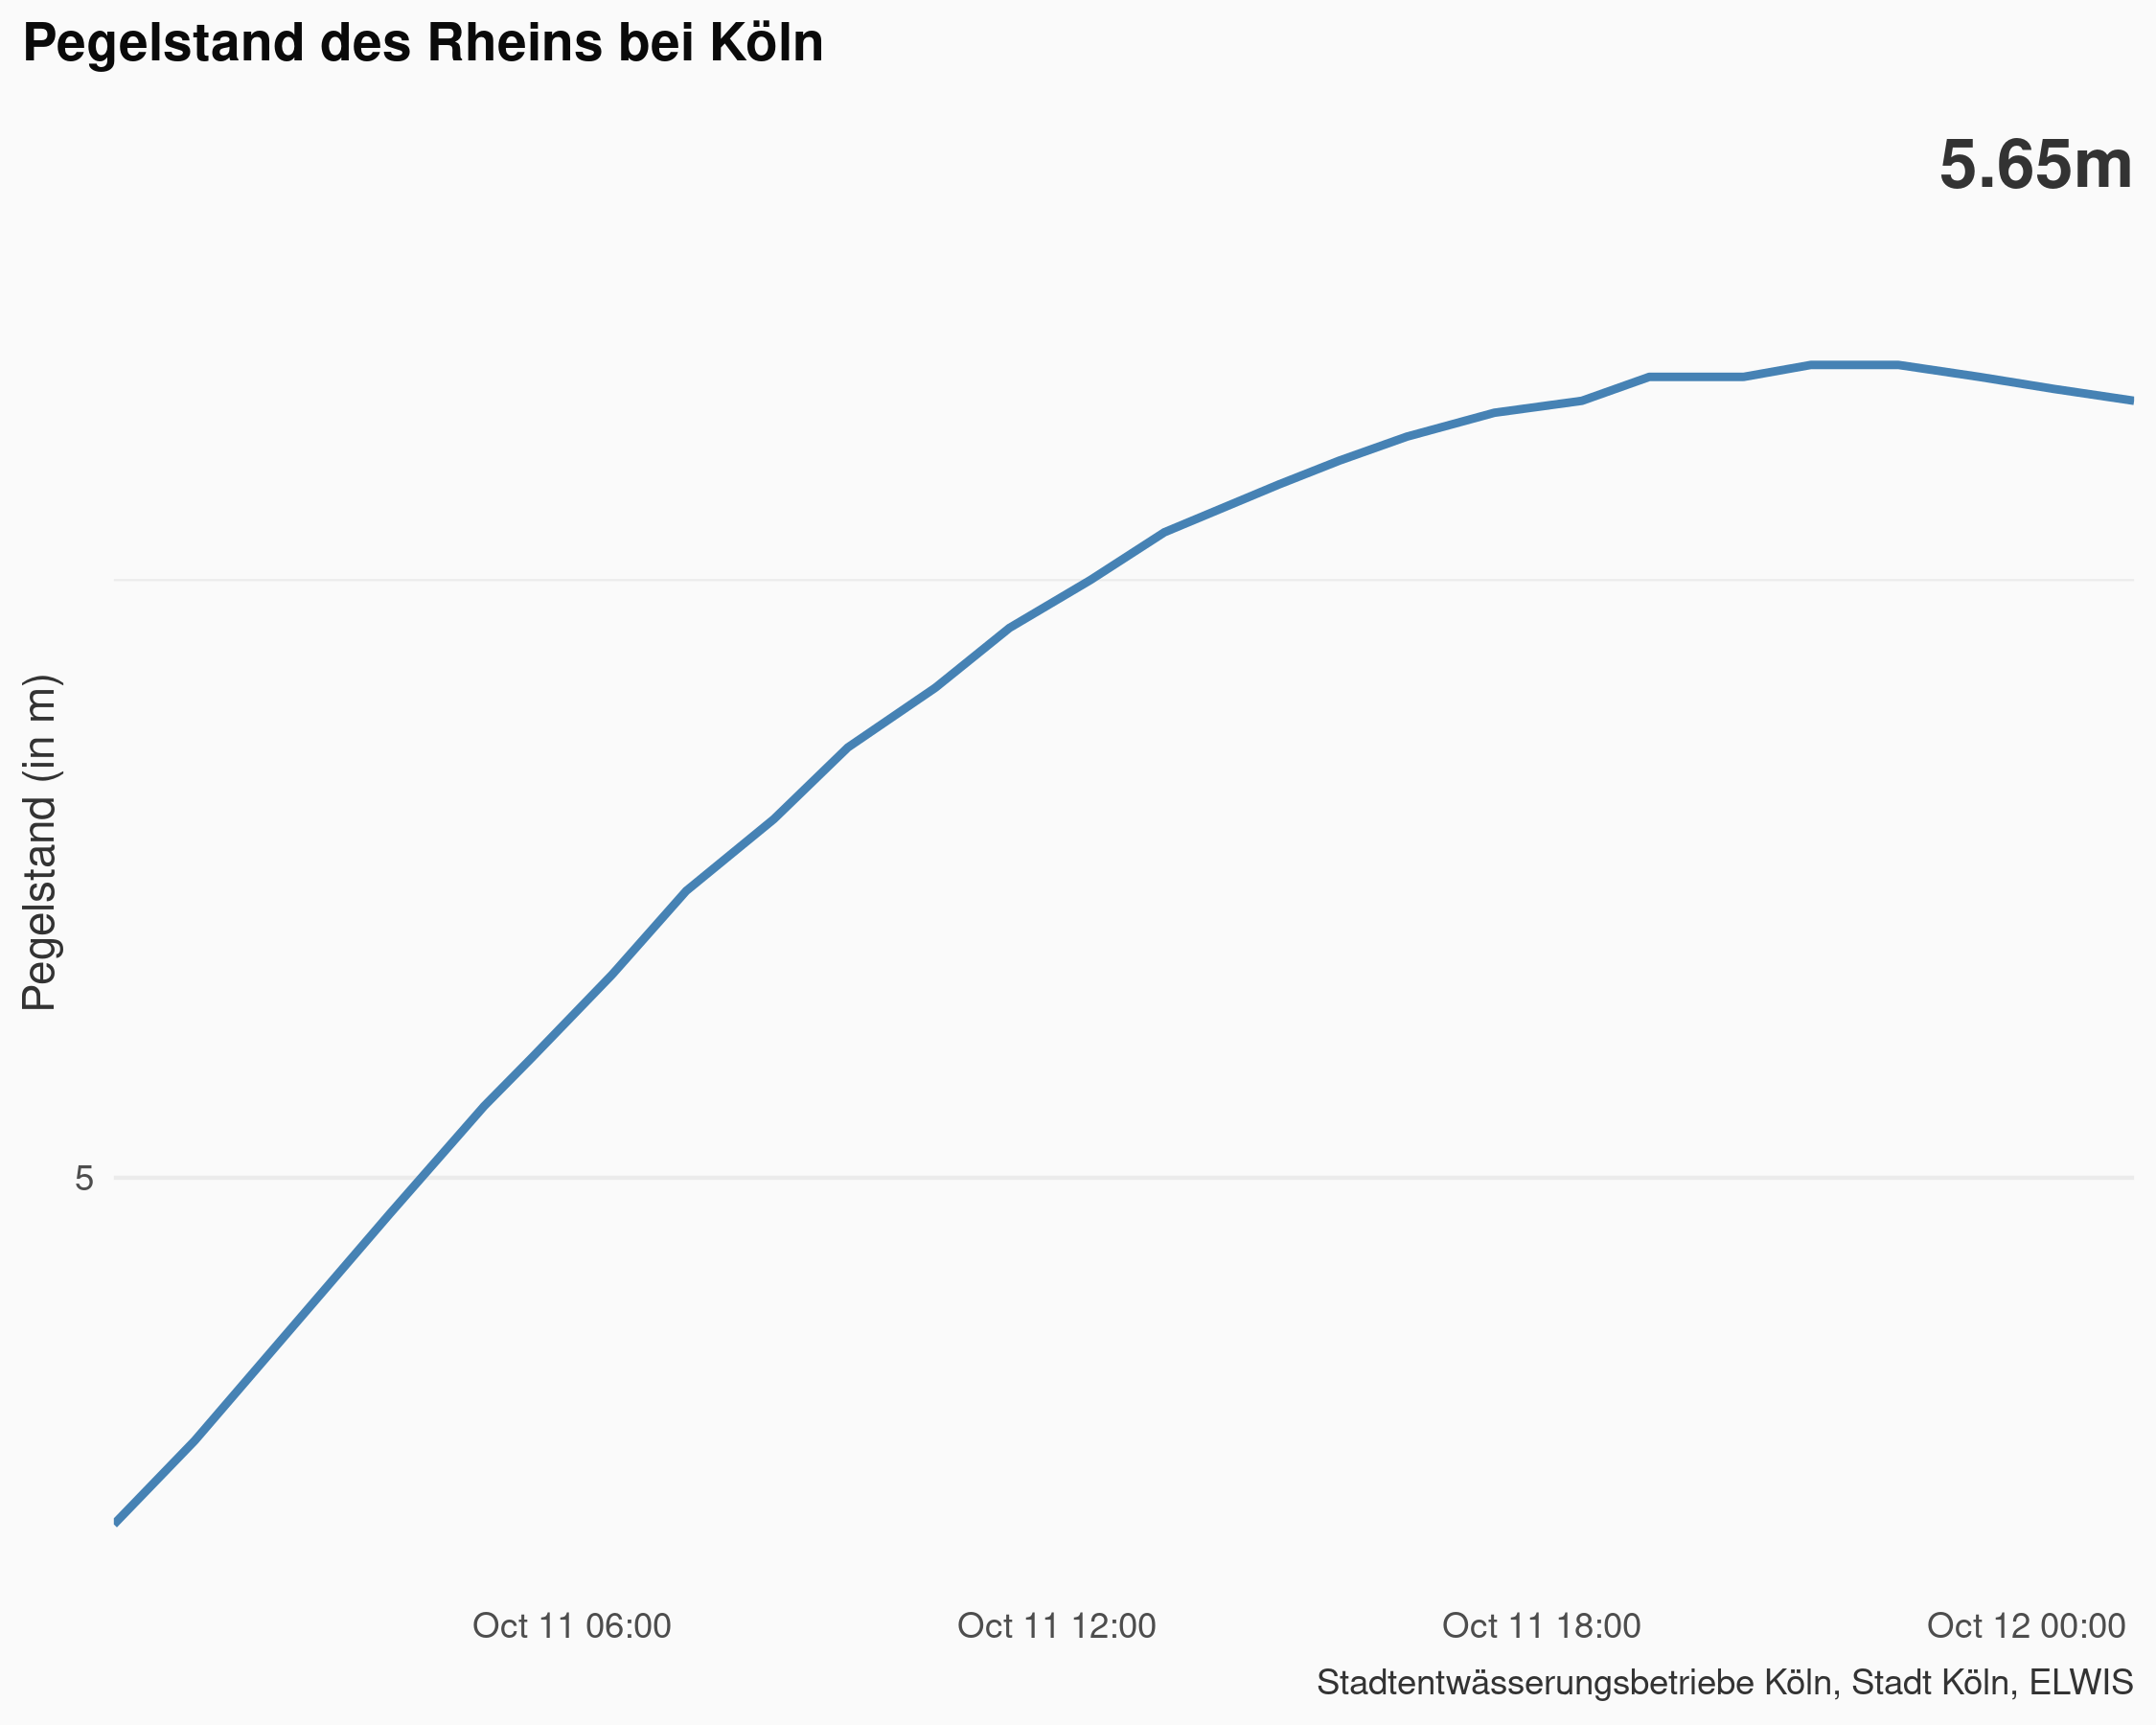 Pegelstand des Rheins bei Köln
5.65m
Pegelstand (in m)
5
Oct 11 06:00
Oct 11 12:00
Oct 11 18:00
Oct 12 00:00
Stadtentwässerungsbetriebe Köln, Stadt Köln, ELWIS